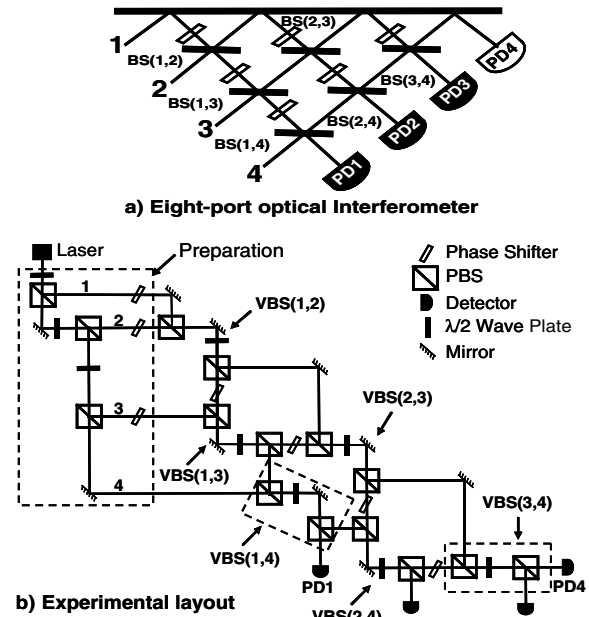 BS(2,3)
1
BS(1,2)
PD4
2
BS(1,3)
BS(3,4)
PD3
3
BS(1,4)
BS(2,4)
PD2
4
PD1
a) Eight-port optical Interferometer
Laser
Preparation
Phase Shifter
PBS
Detector
λ/2 Wave Plate
Mirror
1
VBS(1,2)
2
3
VBS(1,3)
VBS(2,3)
4
VBS(3,4)
VBS(1,4)
PD1
PD4
b) Experimental layout
VBS(2,4)